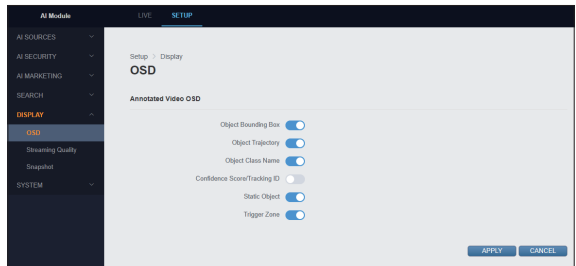 AI Module
LIVE SETUP
AI SOURCES
AI SECURITY
AI MARKETING
SEARCH
DISPLAY
OSD
Streaming Quality
Snapshot
SYSTEM
Setup > Display
OSD
Annotated Video OSD
Object Bounding Box
Object Trajectory
Object Class Name
Confidence Score/Tracking ID
Static Object
Trigger Zone
APPLY CANCEL